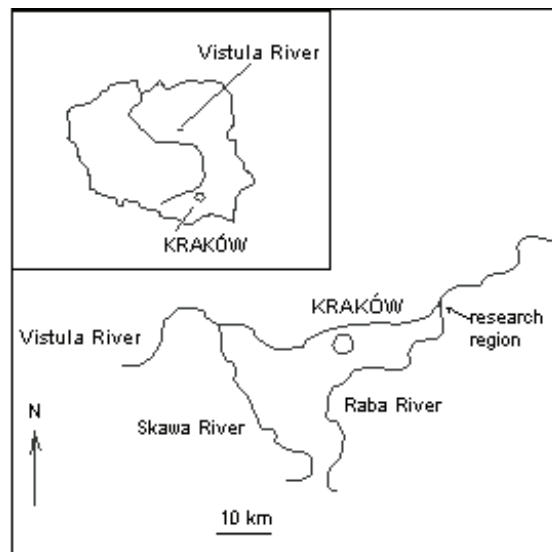 Vistula River
KRAKÓW
KRAKÓW
Vistula River
research
region
N
Skawa River
Raba River
10 km